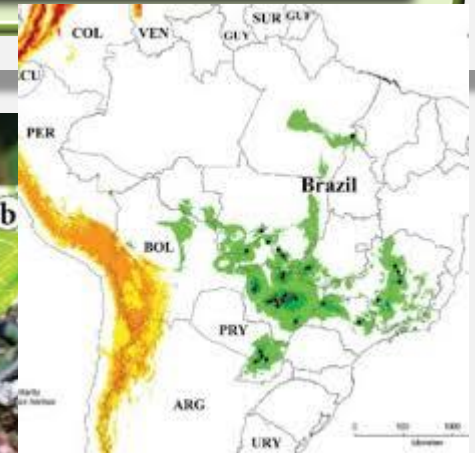 SUR GUF
COL VEN GUY
CU
PER
Brazil
b
BOL
PRY
ARG
URY
0 500 1000